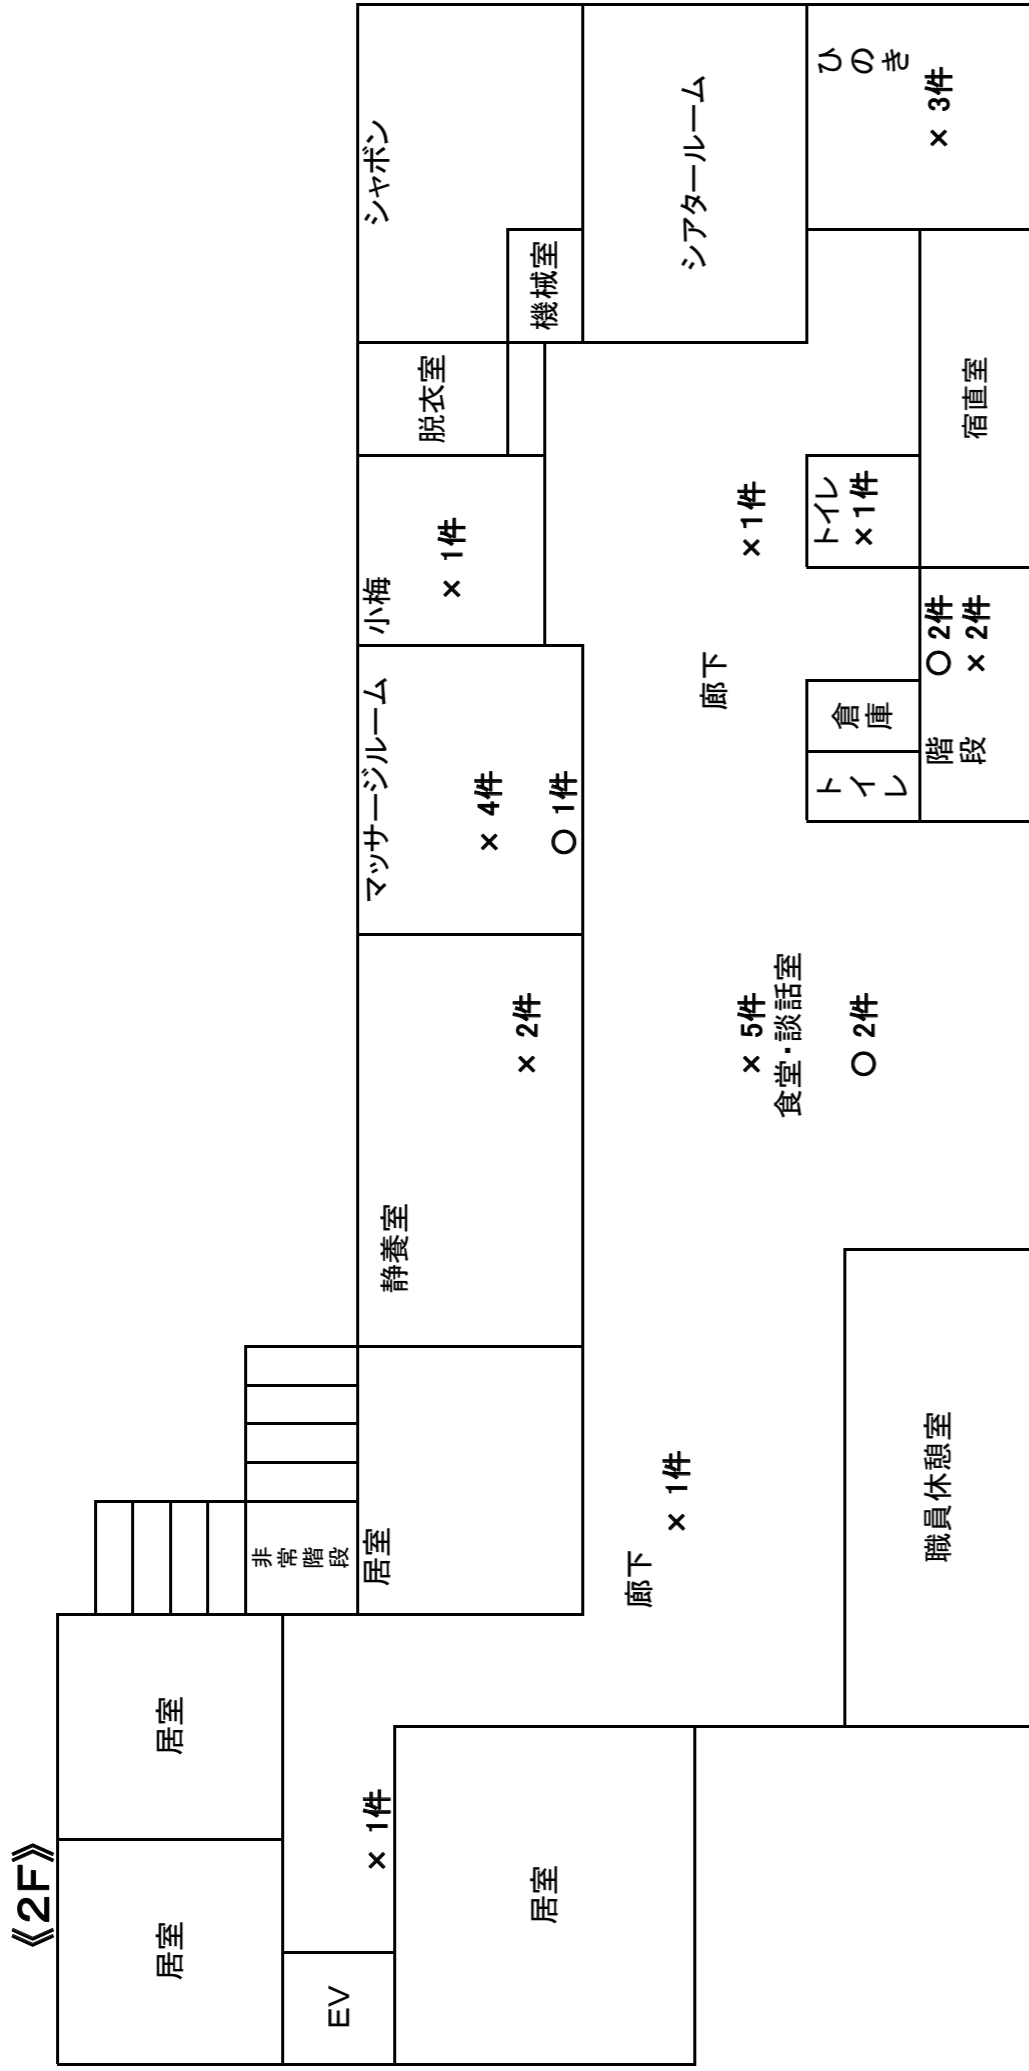 《2F》
居室
居室
EV
× 1件
居室
非常階段
居室
廊下
× 1件
職員休憩室
静養室
× 2件
× 5件
食堂・談話室
○ 2件
マッサージルーム
× 4件
○ 1件
小梅
× 1件
脱衣室
機械室
シャボン
シアタールーム
ひのき
× 3件
廊下
×1件
トイレ
倉庫
階段
○ 2件
× 2件
トイレ
×1件
宿直室